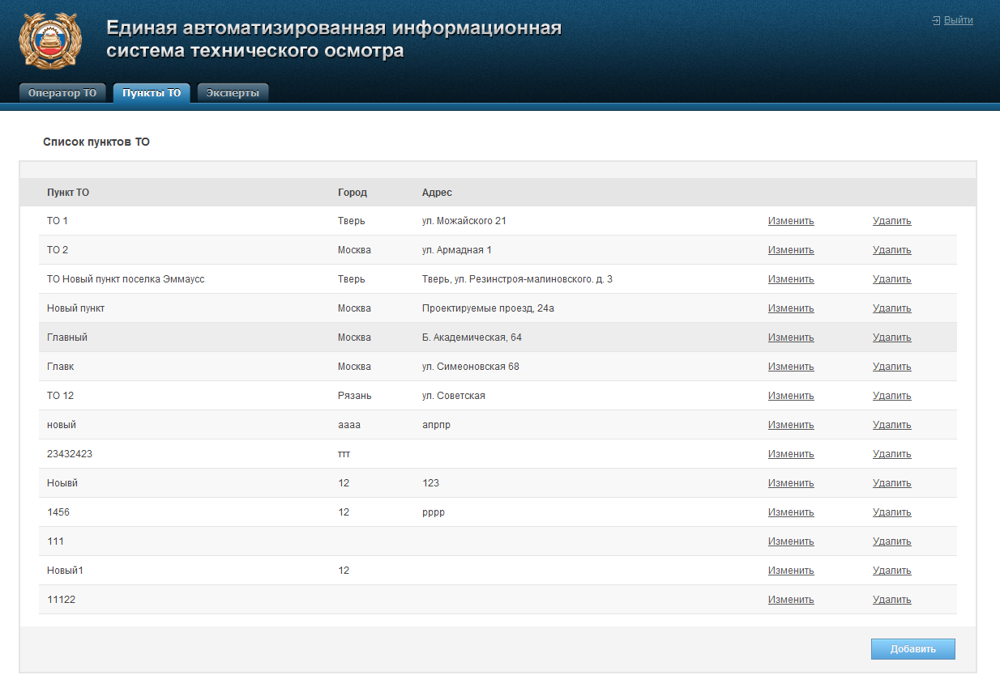 Единая автоматизированная информационная
система технического осмотра
Выйти
Оператор ТО Пункты ТО Эксперты
Список пунктов ТО
Пункт ТО Город Адрес
ТО 1 Тверь ул. Можайского 21 Изменить Удалить
ТО 2 Москва ул. Армадная 1 Изменить Удалить
ТО Новый пункт поселка Эммаусс Тверь Тверь, ул. Резинстроя-малиновского. д. 3 Изменить Удалить
Новый пункт Москва Проектируемые проезд, 24а Изменить Удалить
Главный Москва Б. Академическая, 64 Изменить Удалить
Главк Москва ул. Симеоновская 68 Изменить Удалить
ТО 12 Рязань ул. Советская Изменить Удалить
новый аааа апрпр Изменить Удалить
23432423 ттт Изменить Удалить
Ноывй 12 123 Изменить Удалить
1456 12 рррр Изменить Удалить
111 Изменить Удалить
Новый1 12 Изменить Удалить
11122 Изменить Удалить
Добавить